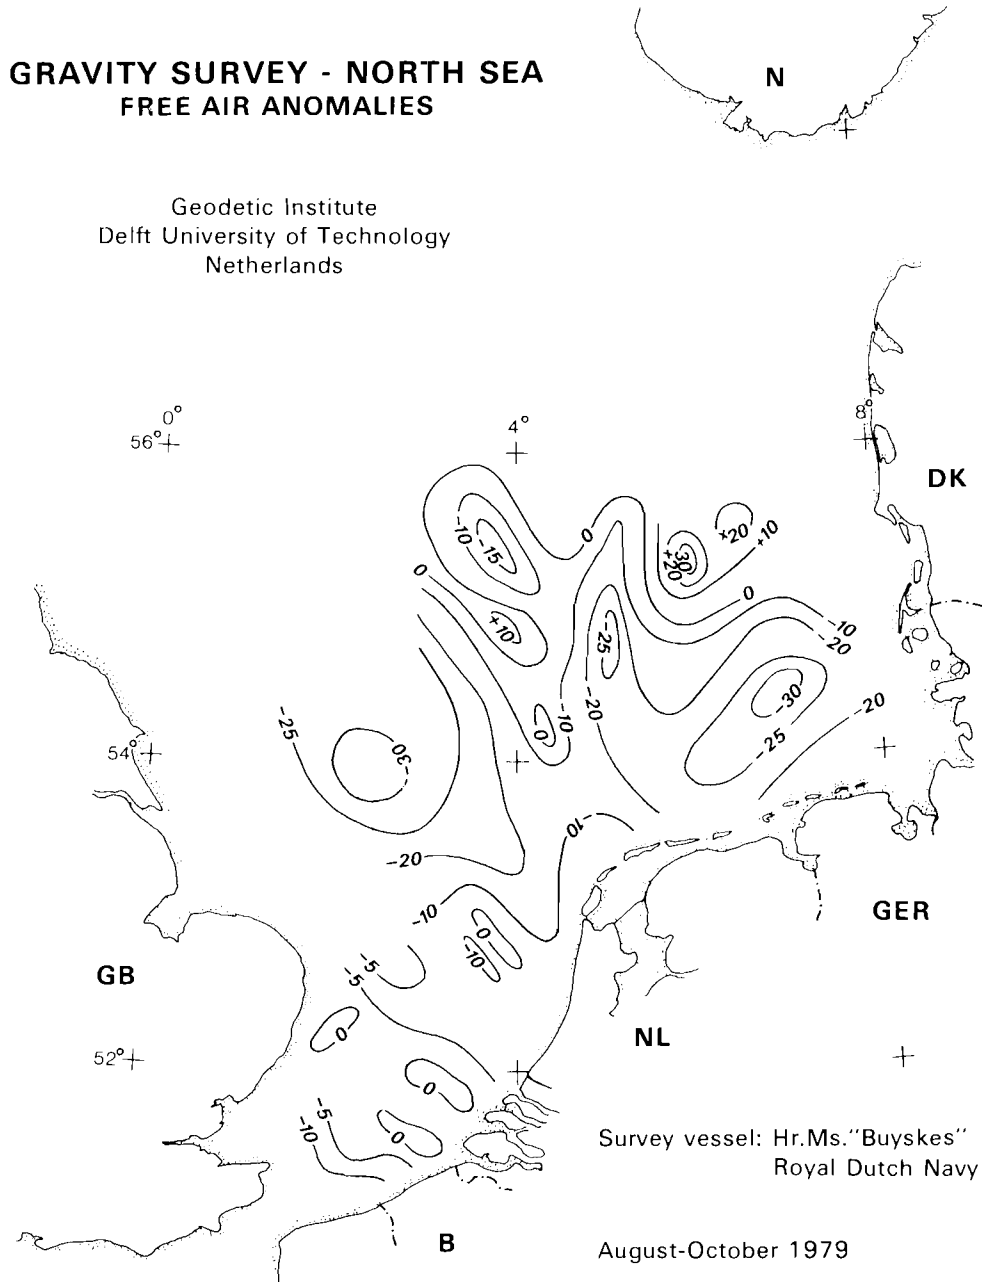 GRAVITY SURVEY - NORTH SEA
FREE AIR ANOMALIES
N
Geodetic Institute
Delft University of Technology
Netherlands
0°
56°
4°
8°
DK
-10
-15
0
0
+20
+10
+30
+20
+10
0
-10
-20
-25
-30
-25
-20
-10
-20
0
-25
54°
-30
-10
-20
-10
0
-10
GER
GB
-5
-5
0
NL
52°
0
-5
-10
0
Survey vessel: Hr.Ms."Buyskes"
Royal Dutch Navy
B
August-October 1979